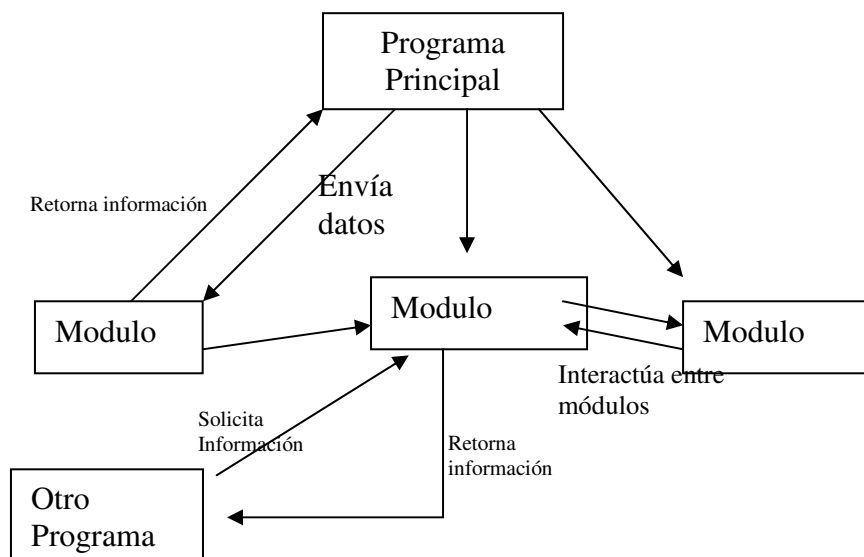 Programa
Principal
Retorna información
Envía
datos
Modulo
Modulo
Modulo
Interactúa entre
módulos
Solicita
Información
Retorna
información
Otro
Programa